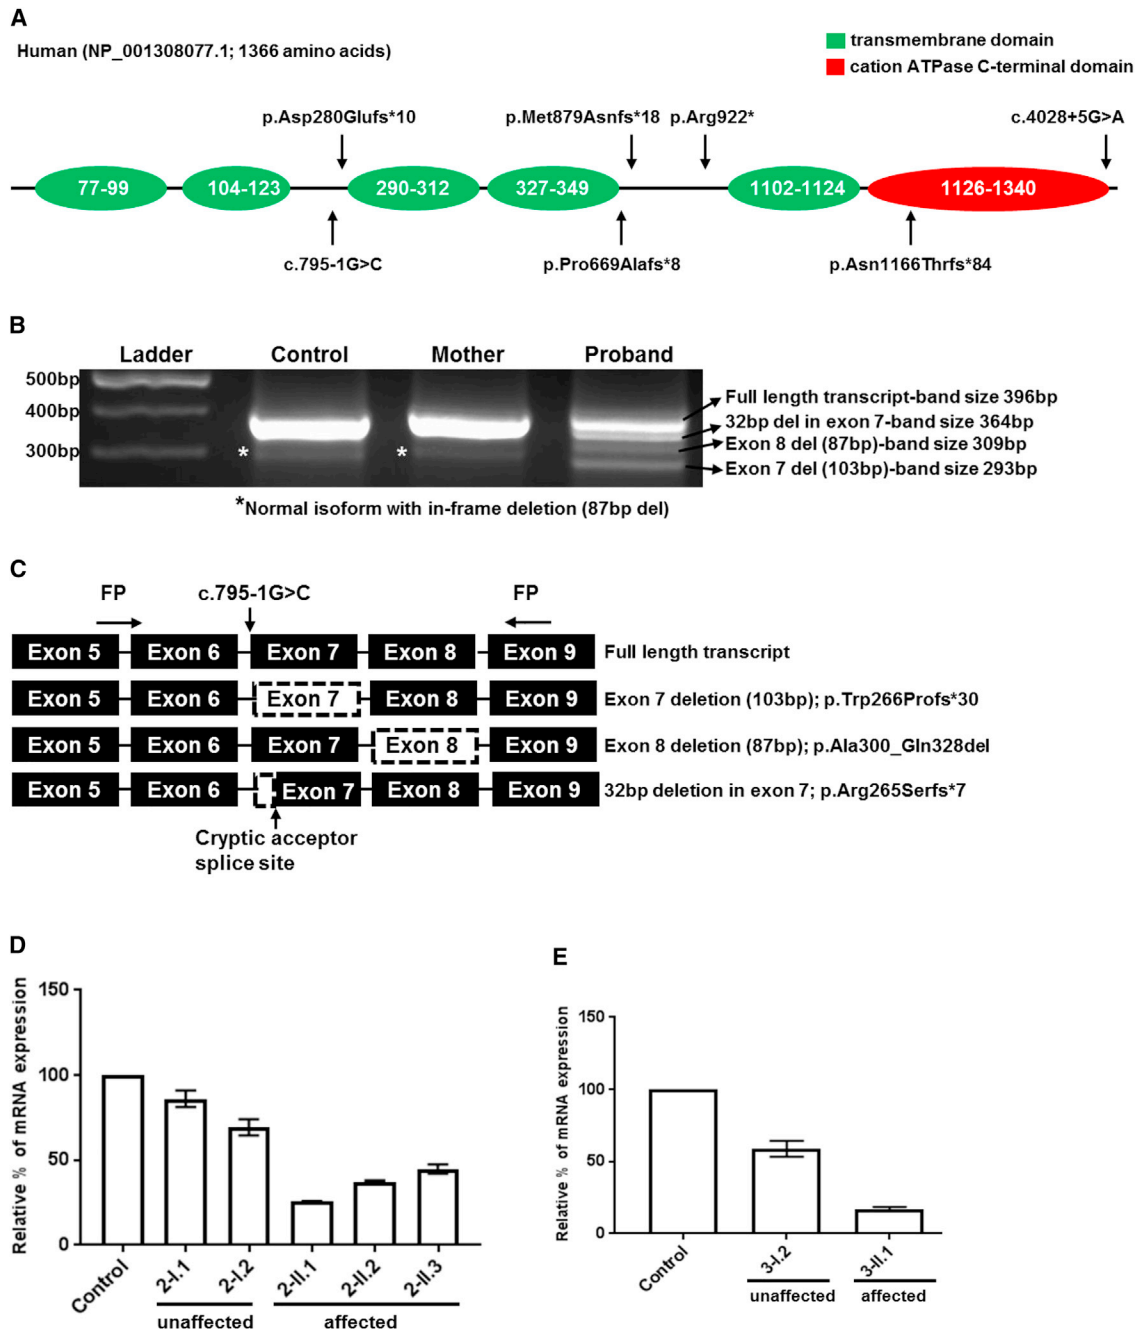 A
Human (NP_001308077.1; 1366 amino acids)
transmembrane domain
cation ATPase C-terminal domain
p.Asp280Glufs*10
p.Met879Asnfs*18
p.Arg922*
c.4028+5G>A
77-99
104-123
290-312
327-349
1102-1124
1126-1340
c.795-1G>C
p.Pro669Alafs*8
p.Asn1166Thrfs*84
B
Ladder
Control
Mother
Proband
500bp
400bp
300bp
*
*
Full length transcript-band size 396bp
32bp del in exon 7-band size 364bp
Exon 8 del (87bp)-band size 309bp
Exon 7 del (103bp)-band size 293bp
*Normal isoform with in-frame deletion (87bp del)
C
FP
c.795-1G>C
FP
Exon 5 Exon 6 Exon 7 Exon 8 Exon 9 Full length transcript
Exon 5 Exon 6 Exon 7 Exon 8 Exon 9 Exon 7 deletion (103bp); p.Trp266Profs*30
Exon 5 Exon 6 Exon 7 Exon 8 Exon 9 Exon 8 deletion (87bp); p.Ala300_Gln328del
Exon 5 Exon 6 Exon 7 Exon 8 Exon 9 32bp deletion in exon 7; p.Arg265Serfs*7
Cryptic acceptor
splice site
D
Relative % of mRNA expression
150
100
50
0
Control
2-I.1
2-I.2
2-II.1
2-II.2
2-II.3
unaffected
affected
E
Relative % of mRNA expression
150
100
50
0
Control
3-I.2
3-II.1
unaffected
affected